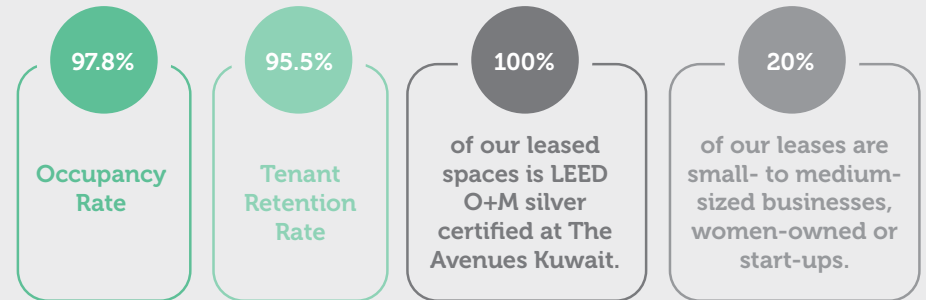 97.8%
Occupancy
Rate
95.5%
Tenant
Retention
Rate
100%
of our leased
spaces is LEED
O+M silver
certified at The
Avenues Kuwait.
20%
of our leases are
small- to medium-
sized businesses,
women-owned or
start-ups.